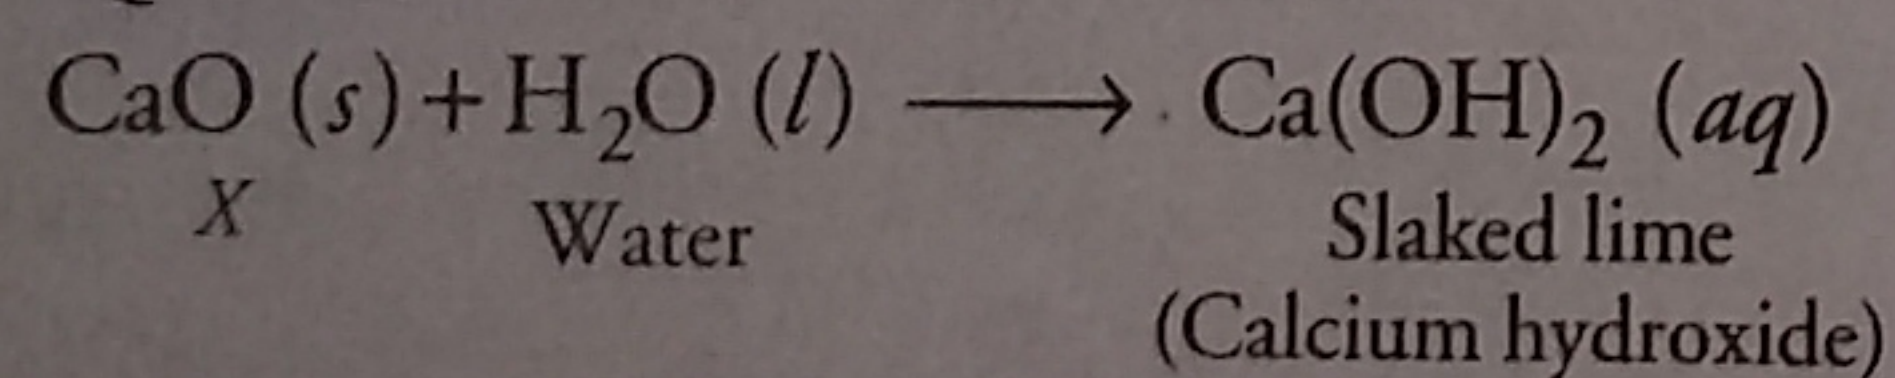 CaO (s) + H₂O (l) ⟶ Ca(OH)₂ (aq)
X Water Slaked lime
(Calcium hydroxide)